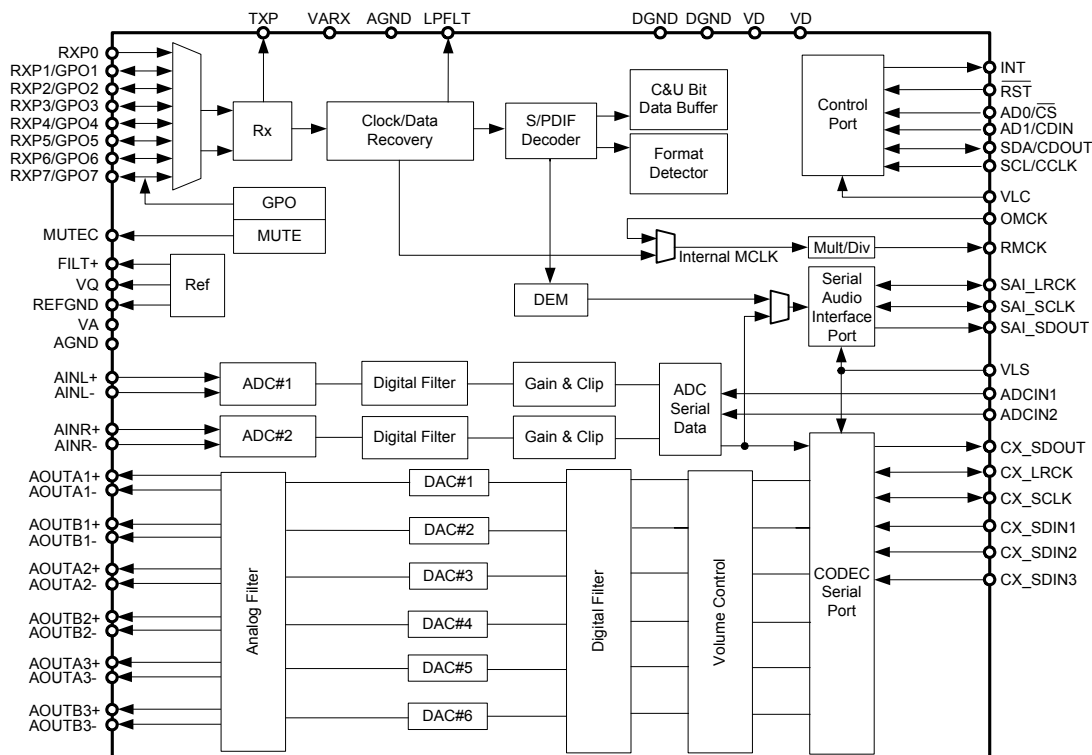 TXP
VARX
AGND
LPFLT
DGND
DGND
VD
VD
RXP0
RXP1/GPO1
RXP2/GPO2
RXP3/GPO3
RXP4/GPO4
RXP5/GPO5
RXP6/GPO6
RXP7/GPO7
MUTEC
FILT+
VQ
REFGND
VA
AGND
AINL+
AINL-
AINR+
AINR-
AOUTA1+
AOUTA1-
AOUTB1+
AOUTB1-
AOUTA2+
AOUTA2-
AOUTB2+
AOUTB2-
AOUTA3+
AOUTA3-
AOUTB3+
AOUTB3-
Rx
Clock/Data
Recovery
S/PDIF
Decoder
C&U Bit
Data Buffer
Format
Detector
Control
Port
GPO
MUTE
Ref
Internal MCLK
Mult/Div
DEM
Serial
Audio
Interface
Port
ADC#1
Digital Filter
Gain & Clip
ADC
Serial
Data
ADC#2
Digital Filter
Gain & Clip
Analog Filter
DAC#1
DAC#2
DAC#3
DAC#4
DAC#5
DAC#6
Digital Filter
Volume Control
CODEC
Serial
Port
INT
RST
AD0/CS
AD1/CDIN
SDA/CDOUT
SCL/CCLK
VLC
OMCK
RMCK
SAI_LRCK
SAI_SCLK
SAI_SDOUT
VLS
ADCIN1
ADCIN2
CX_SDOUT
CX_LRCK
CX_SCLK
CX_SDIN1
CX_SDIN2
CX_SDIN3